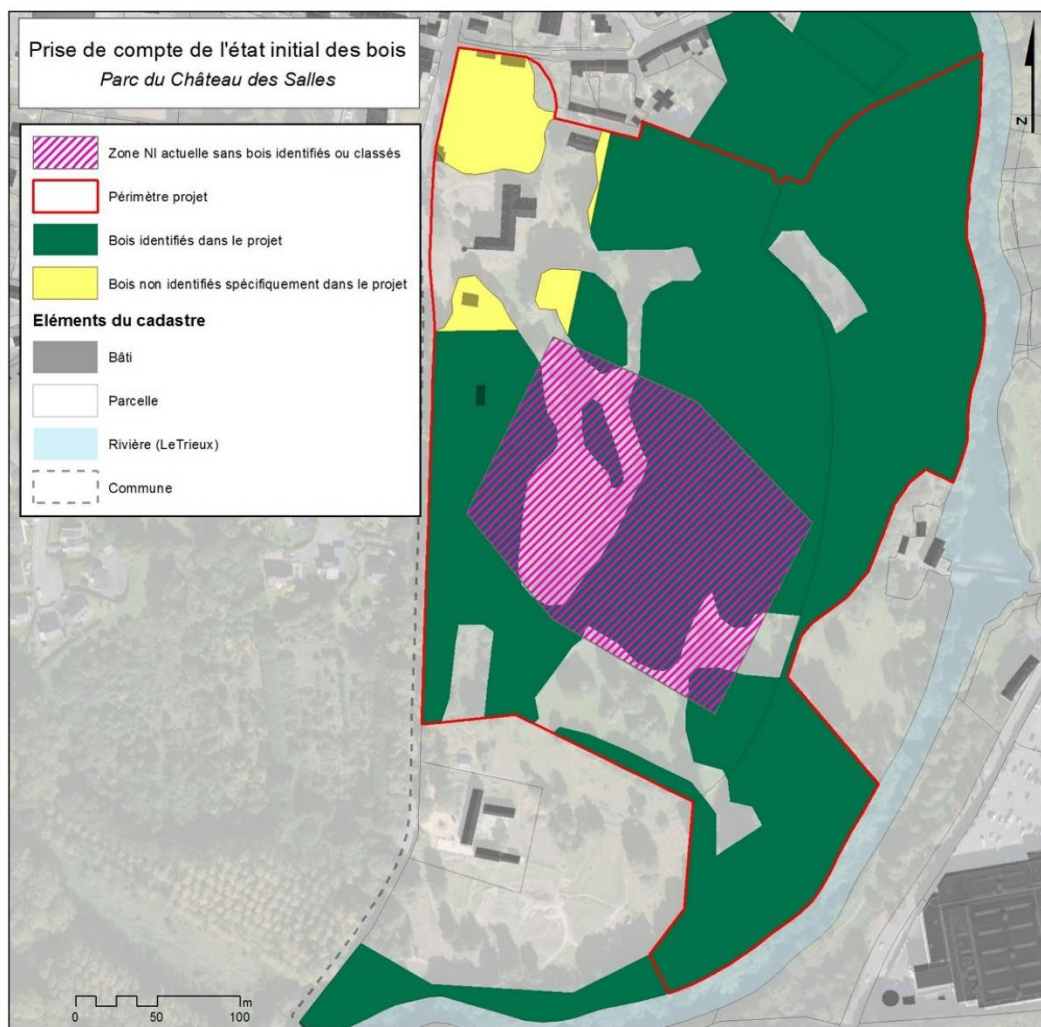 Prise de compte de l'état initial des bois
Parc du Château des Salles
Zone NI actuelle sans bois identifiés ou classés
Périmètre projet
Bois identifiés dans le projet
Bois non identifiés spécifiquement dans le projet
Eléments du cadastre
Bâti
Parcelle
Rivière (LeTrieux)
Commune
N
m
0 50 100